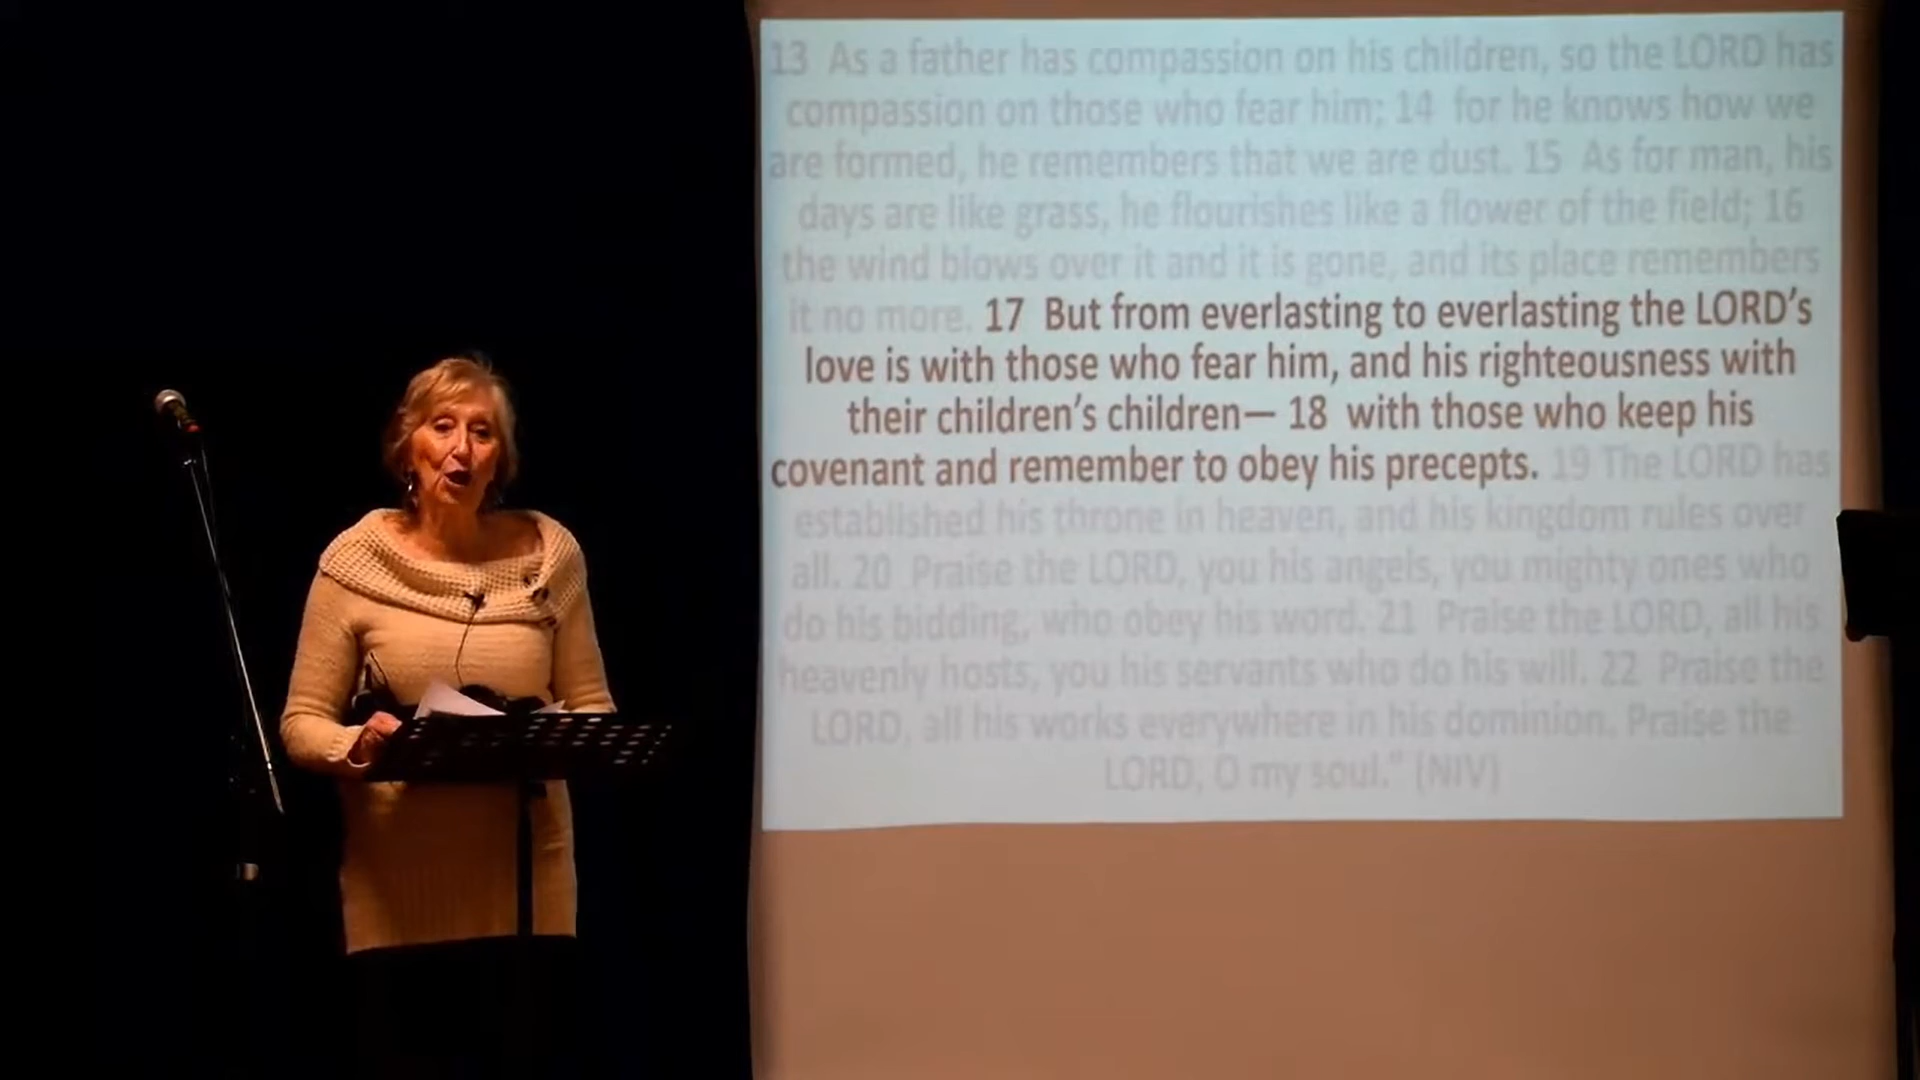 13 As a father has compassion on his children, so the LORD has
compassion on those who fear him; 14 for he knows how we
are formed, he remembers that we are dust. 15 As for man, his
days are like grass, he flourishes like a flower of the field; 16
the wind blows over it and it is gone, and its place remembers
it no more. 17 But from everlasting to everlasting the LORD’s
love is with those who fear him, and his righteousness with
their children’s children— 18 with those who keep his
covenant and remember to obey his precepts. 19 The LORD has
established his throne in heaven, and his kingdom rules over
all. 20 Praise the LORD, you his angels, you mighty ones who
do his bidding, who obey his word. 21 Praise the LORD, all his
heavenly hosts, you his servants who do his will. 22 Praise the
LORD, all his works everywhere in his dominion. Praise the
LORD, O my soul.” (NIV)